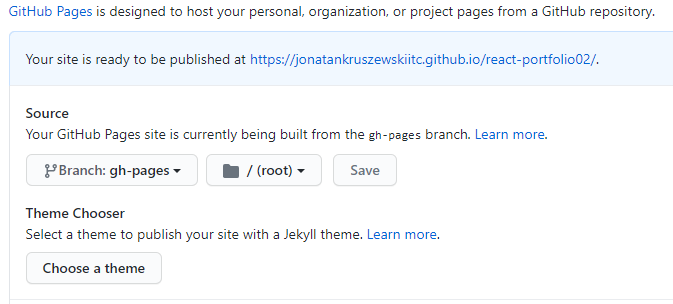 GitHub Pages is designed to host your personal, organization, or project pages from a GitHub repository.
Your site is ready to be published at https://jonatankruszewskiitc.github.io/react-portfolio02/.
Source
Your GitHub Pages site is currently being built from the gh-pages branch. Learn more.
Branch: gh-pages / (root) Save
Theme Chooser
Select a theme to publish your site with a Jekyll theme. Learn more.
Choose a theme